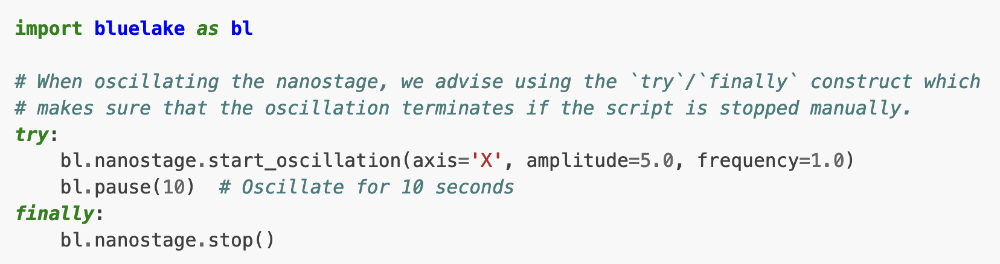 import bluelake as bl
# When oscillating the nanostage, we advise using the `try`/`finally` construct which
# makes sure that the oscillation terminates if the script is stopped manually.
try:
    bl.nanostage.start_oscillation(axis='X', amplitude=5.0, frequency=1.0)
    bl.pause(10)  # Oscillate for 10 seconds
finally:
    bl.nanostage.stop()